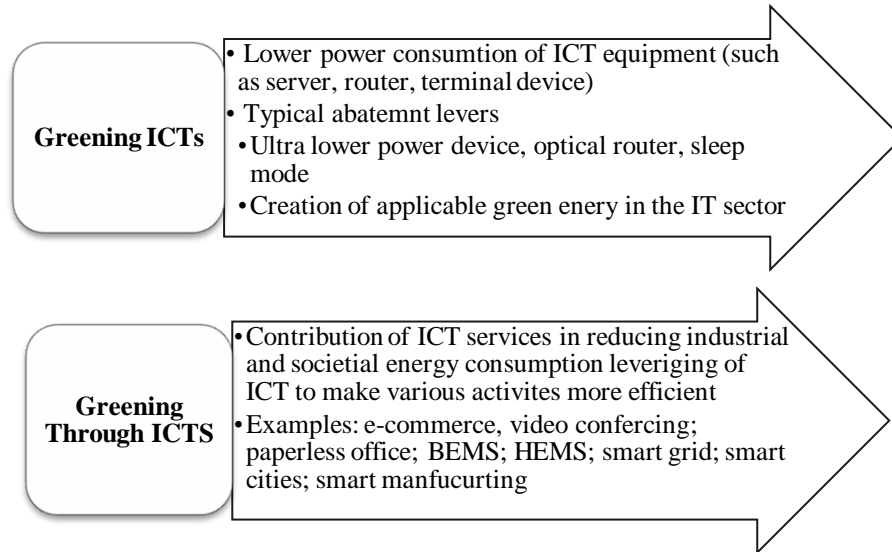 Greening ICTs
• Lower power consumtion of ICT equipment (such
as server, router, terminal device)
• Typical abatemnt levers
•Ultra lower power device, optical router, sleep
mode
•Creation of applicable green enery in the IT sector
Greening
Through ICTS
•Contribution of ICT services in reducing industrial
and societial energy consumption leveriging of
ICT to make various activites more efficient
•Examples: e-commerce, video confercing;
paperless office; BEMS; HEMS; smart grid; smart
cities; smart manfucurting